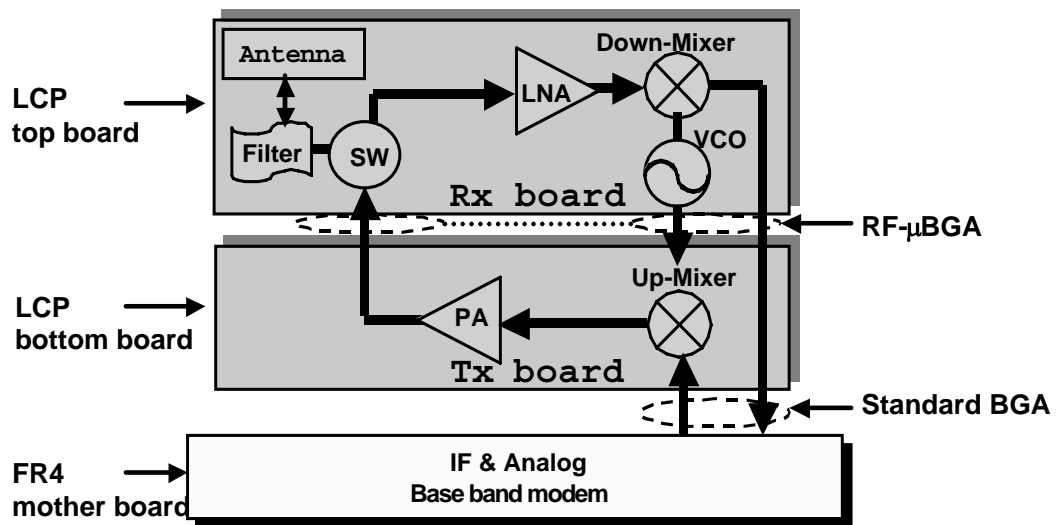 Antenna
Down-Mixer
LCP
top board
LNA
Filter
SW
VCO
Rx board
RF-μBGA
LCP
bottom board
Up-Mixer
PA
Tx board
Standard BGA
FR4
mother board
IF & Analog
Base band modem